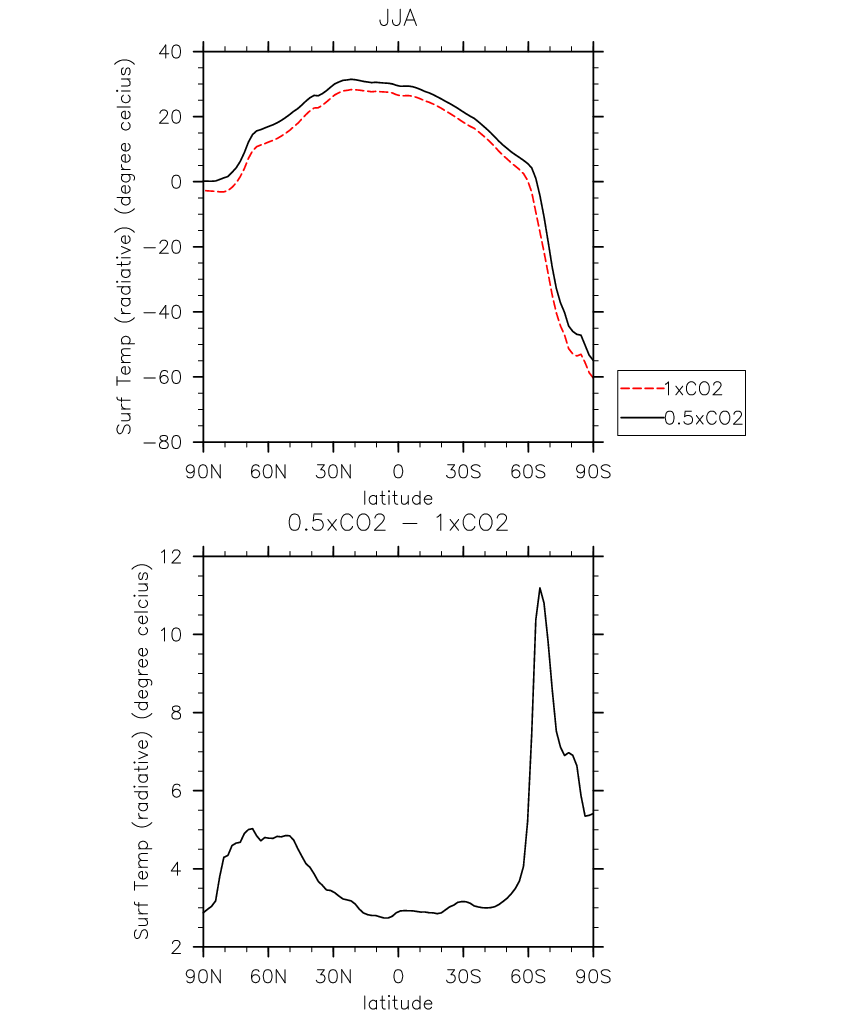 JJA
Surf Temp (radiative) (degree celcius)
40
20
0
−20
−40
−60
−80
90N 60N 30N 0 30S 60S 90S
latitude
1xCO2
0.5xCO2
0.5xCO2 − 1xCO2
Surf Temp (radiative) (degree celcius)
12
10
8
6
4
2
90N 60N 30N 0 30S 60S 90S
latitude